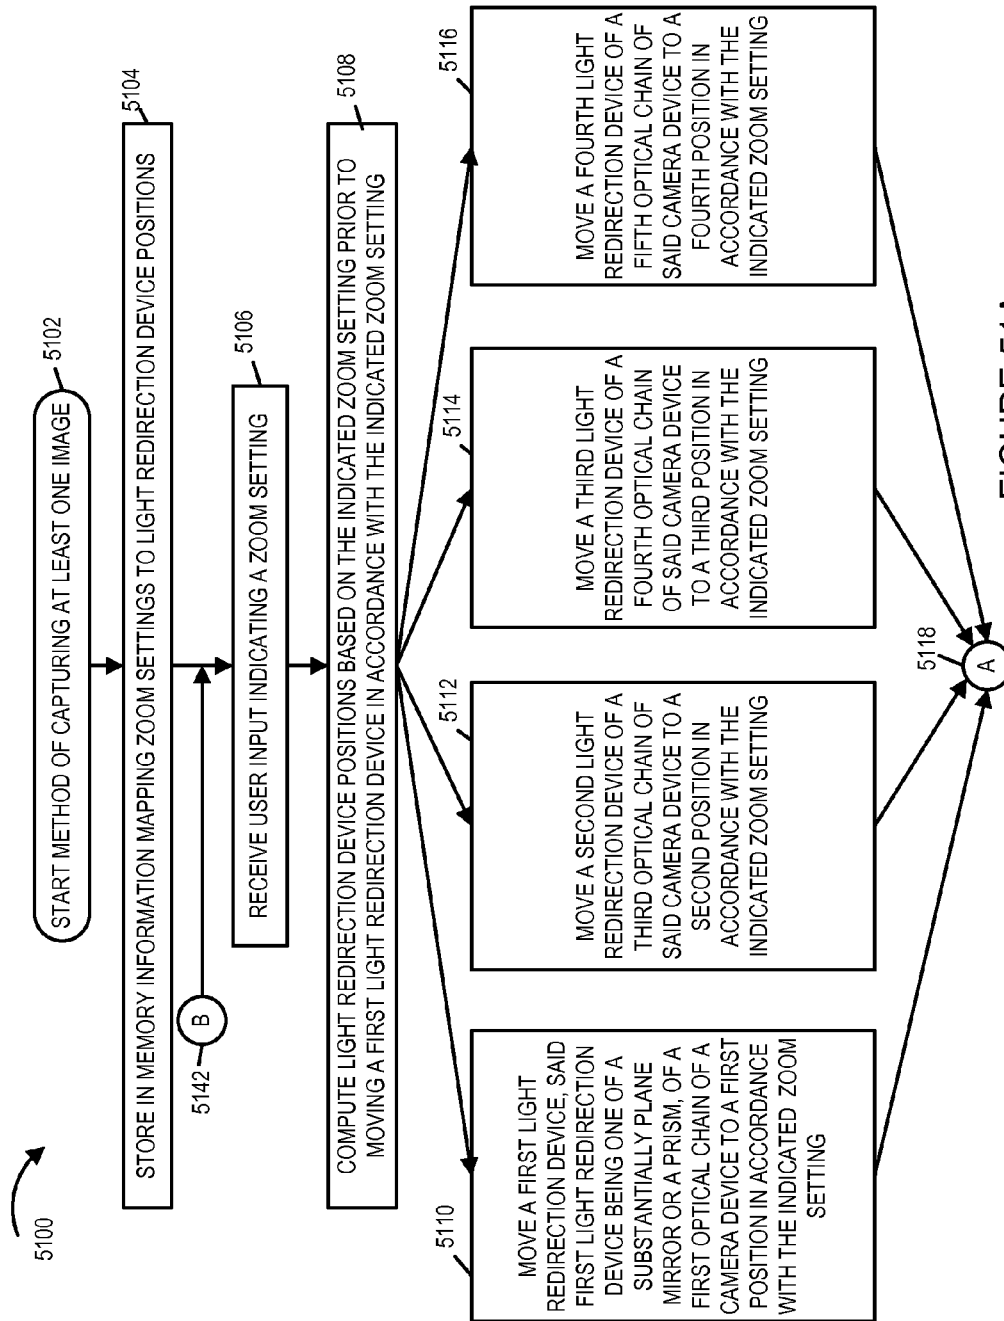 5100
START METHOD OF CAPTURING AT LEAST ONE IMAGE
5102
STORE IN MEMORY INFORMATION MAPPING ZOOM SETTINGS TO LIGHT REDIRECTION DEVICE POSITIONS
5104
B
5142
RECEIVE USER INPUT INDICATING A ZOOM SETTING
5106
COMPUTE LIGHT REDIRECTION DEVICE POSITIONS BASED ON THE INDICATED ZOOM SETTING PRIOR TO
MOVING A FIRST LIGHT REDIRECTION DEVICE IN ACCORDANCE WITH THE INDICATED ZOOM SETTING
5108
5110
MOVE A FIRST LIGHT
REDIRECTION DEVICE, SAID
FIRST LIGHT REDIRECTION
DEVICE BEING ONE OF A
SUBSTANTIALLY PLANE
MIRROR OR A PRISM, OF A
FIRST OPTICAL CHAIN OF A
CAMERA DEVICE TO A FIRST
POSITION IN ACCORDANCE
WITH THE INDICATED ZOOM
SETTING
5112
MOVE A SECOND LIGHT
REDIRECTION DEVICE OF A
THIRD OPTICAL CHAIN OF
SAID CAMERA DEVICE TO A
SECOND POSITION IN
ACCORDANCE WITH THE
INDICATED ZOOM SETTING
5114
MOVE A THIRD LIGHT
REDIRECTION DEVICE OF A
FOURTH OPTICAL CHAIN
OF SAID CAMERA DEVICE
TO A THIRD POSITION IN
ACCORDANCE WITH THE
INDICATED ZOOM SETTING
5116
MOVE A FOURTH LIGHT
REDIRECTION DEVICE OF A
FIFTH OPTICAL CHAIN OF
SAID CAMERA DEVICE TO A
FOURTH POSITION IN
ACCORDANCE WITH THE
INDICATED ZOOM SETTING
5118
A